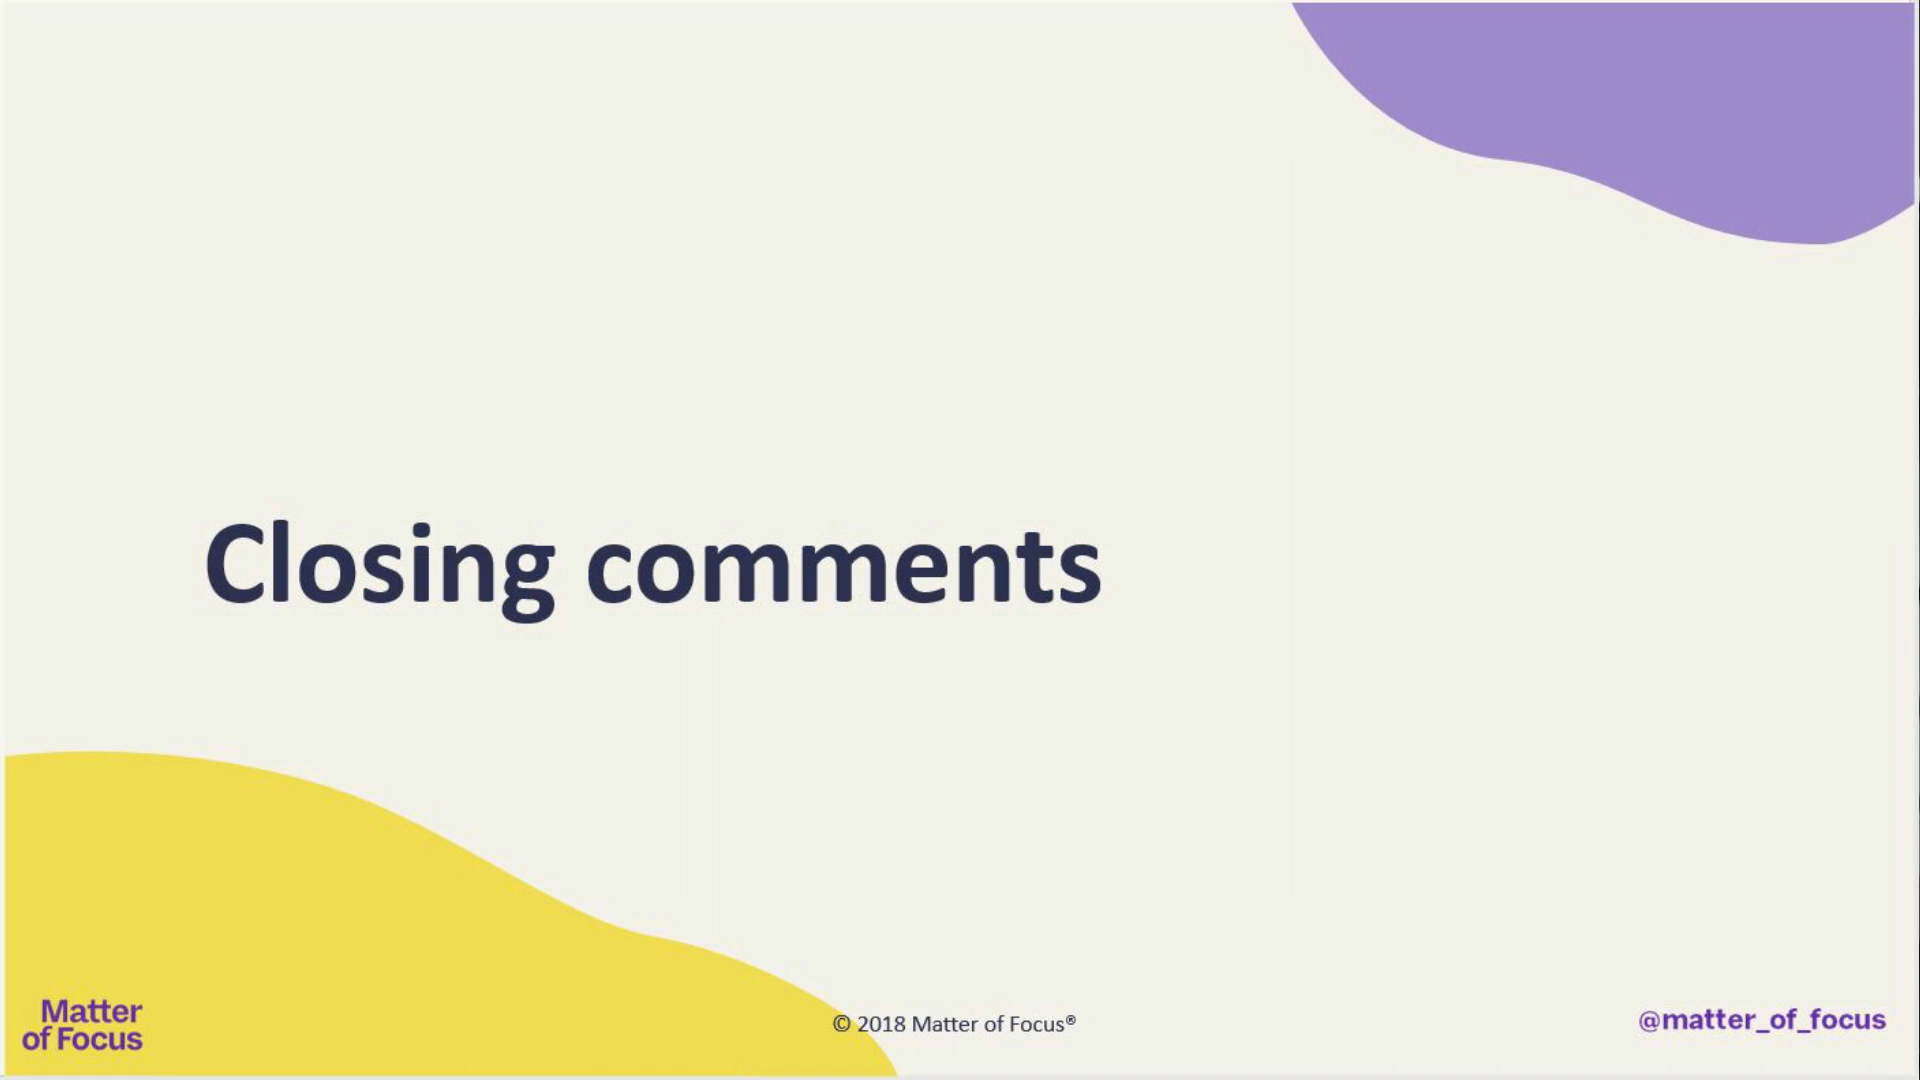 Closing comments
Matter
of Focus
© 2018 Matter of Focus®
@matter_of_focus